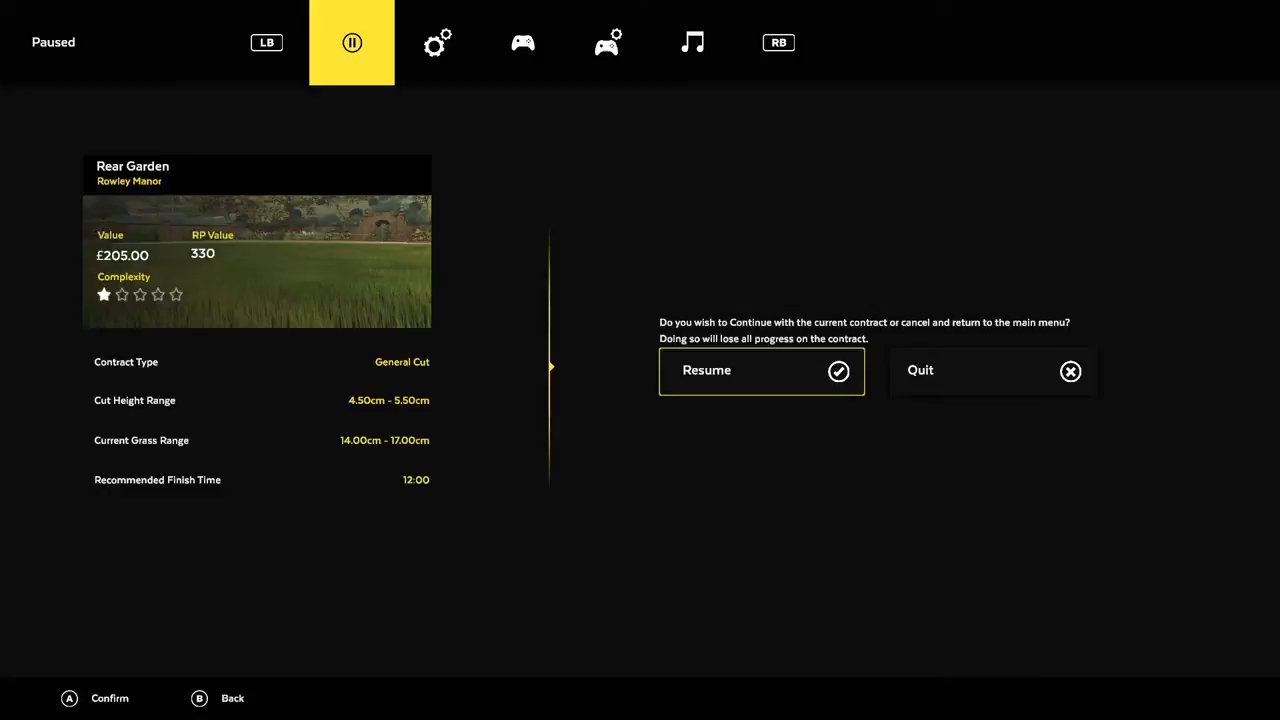 Paused
LB
RB
Rear Garden
Rowley Manor
Value
RP Value
£205.00
330
Complexity
Contract Type
General Cut
Cut Height Range
4.50cm - 5.50cm
Current Grass Range
14.00cm - 17.00cm
Recommended Finish Time
12:00
Do you wish to Continue with the current contract or cancel and return to the main menu?
Doing so will lose all progress on the contract.
Resume
Quit
A Confirm
B Back